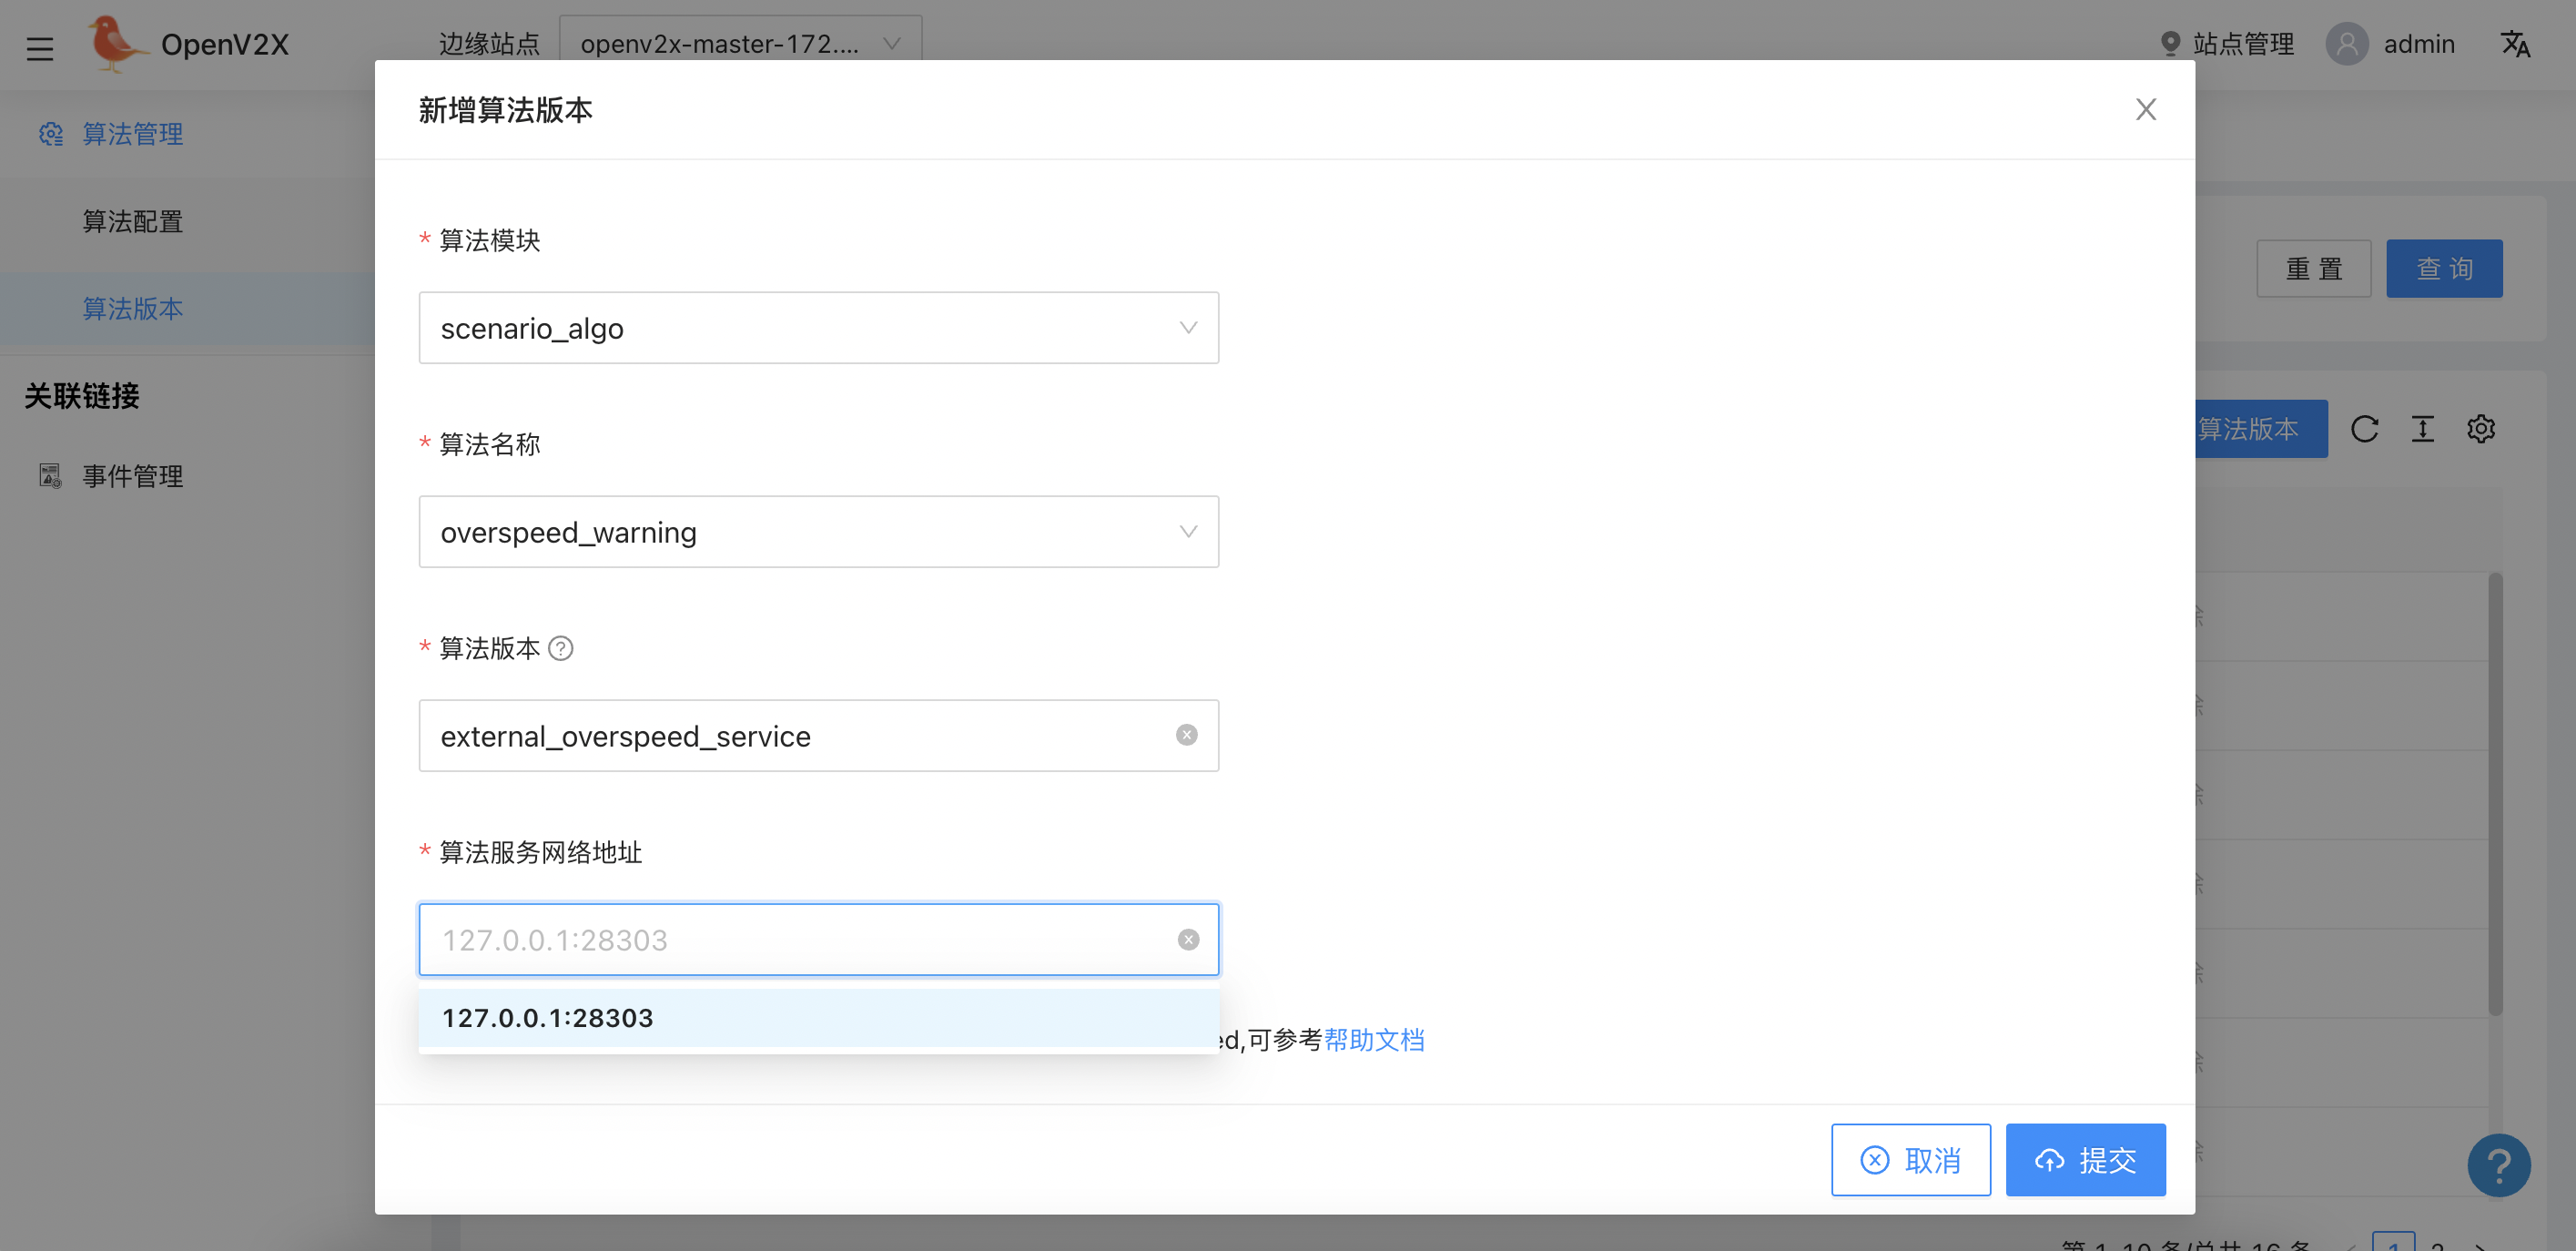 OpenV2X
边缘站点
openv2x-master-172....
站点管理
admin
算法管理
算法配置
算法版本
关联链接
事件管理
重 置
查 询
算法版本
新增算法版本
* 算法模块
scenario_algo
* 算法名称
overspeed_warning
* 算法版本 ?
external_overspeed_service
* 算法服务网络地址
127.0.0.1:28303
127.0.0.1:28303
ed,可参考帮助文档
取消
提交
?
第 1-10 条/总共 16 条
1
2